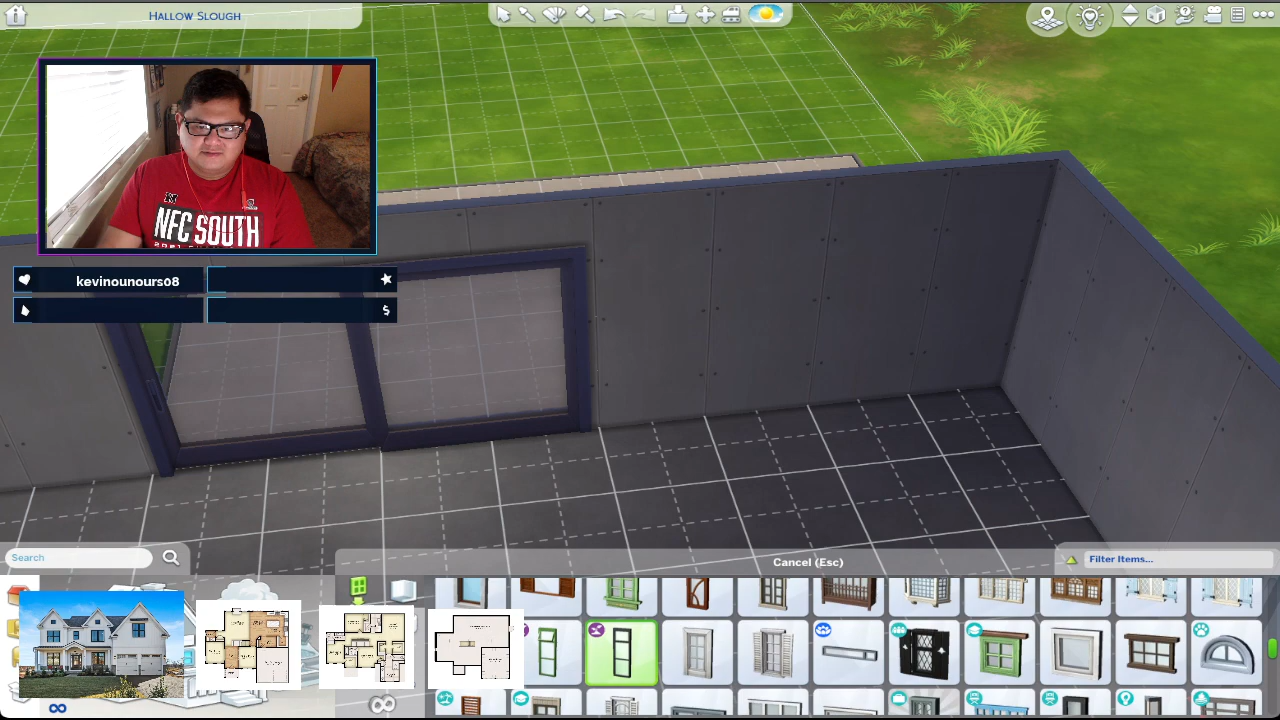 HALLOW SLOUGH
NFC SOUTH
kevinounours08
$
Search
Cancel (Esc)
Filter Items...